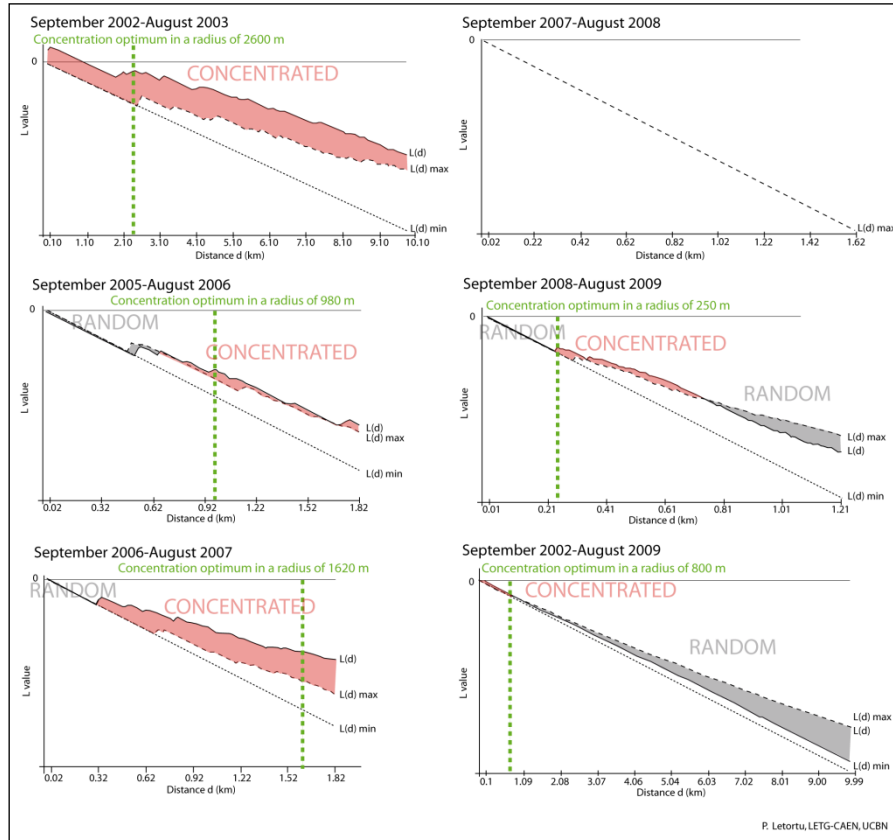 September 2002-August 2003
Concentration optimum in a radius of 2600 m
CONCENTRATED
0
L value
L(d)
L(d) max
L(d) min
0.10 1.10 2.10 3.10 4.10 5.10 6.10 7.10 8.10 9.10 10.10
Distance d (km)
September 2007-August 2008
0
L value
L(d) max
0.02 0.22 0.42 0.62 0.82 1.02 1.22 1.42 1.62
Distance d (km)
September 2005-August 2006
Concentration optimum in a radius of 980 m
0
RANDOM
CONCENTRATED
L value
L(d)
L(d) max
L(d) min
0.02 0.32 0.62 0.92 1.22 1.52 1.82
Distance d (km)
September 2008-August 2009
Concentration optimum in a radius of 250 m
0
RANDOM
CONCENTRATED
RANDOM
L value
L(d) max
L(d)
L(d) min
0.01 0.21 0.41 0.61 0.81 1.01 1.21
Distance d (km)
September 2006-August 2007
Concentration optimum in a radius of 1620 m
0
RANDOM
CONCENTRATED
L value
L(d)
L(d) max
L(d) min
0.02 0.32 0.62 0.92 1.22 1.52 1.82
Distance d (km)
September 2002-August 2009
Concentration optimum in a radius of 800 m
0
CONCENTRATED
RANDOM
L value
L(d) max
L(d)
L(d) min
0.1 1.09 2.08 3.07 4.06 5.04 6.03 7.02 8.01 9.00 9.99
Distance d (km)
P. Letortu, LETG-CAEN, UCBN